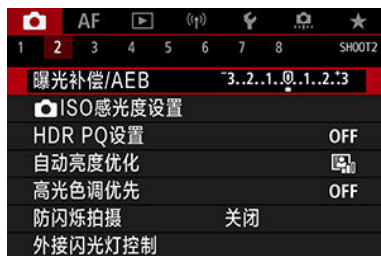 AF
1 2 3 4 5 6 7 8 SHOOT2
曝光补偿/AEB -3..2..1..0..1..2..+3
ISO感光度设置
HDR PQ设置 OFF
自动亮度优化
高光色调优先 OFF
防闪烁拍摄 关闭
外接闪光灯控制